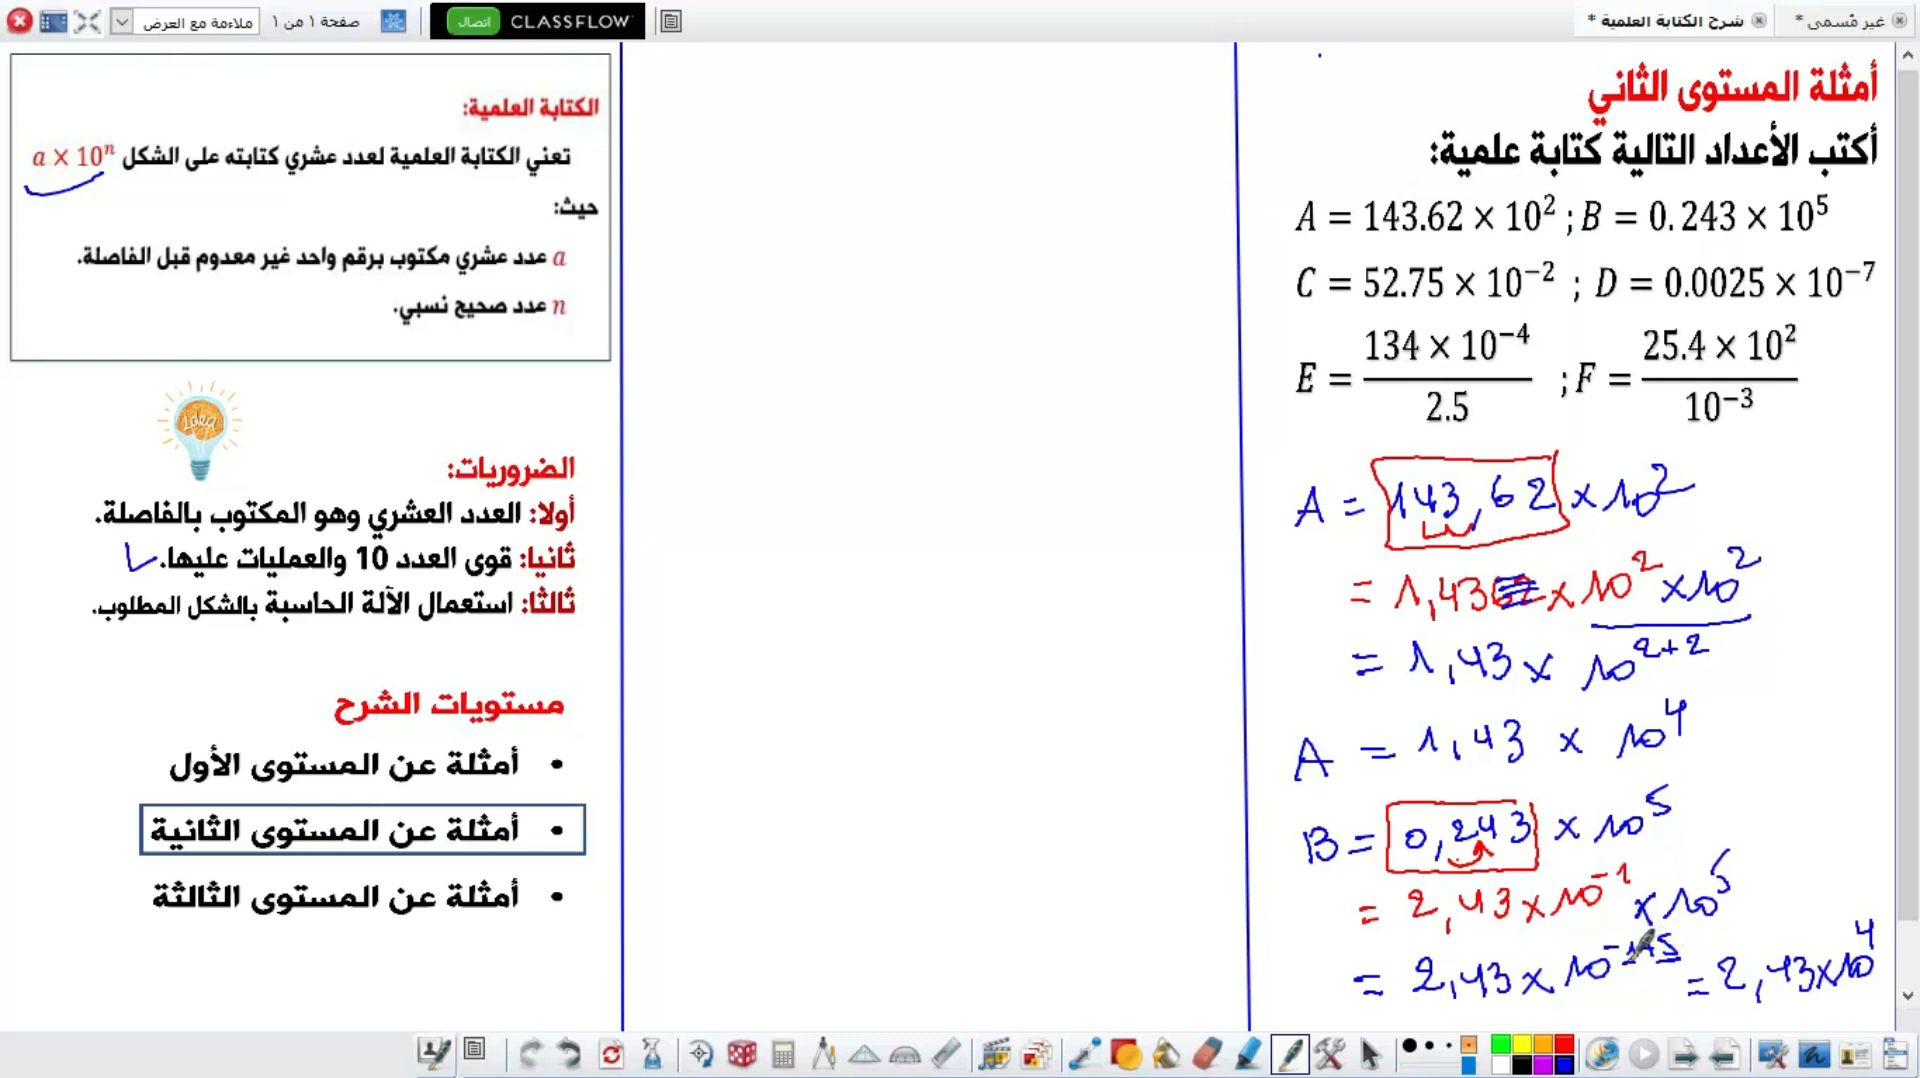 ملاءمة مع العرض
صفحة ١ من ١
اتصال CLASSFLOW
شرح الكتابة العلمية *
غير مُسمى *
أمثلة المستوى الثاني
أكتب الأعداد التالية كتابة علمية:
A = 143.62 × 10² ; B = 0.243 × 10⁵
C = 52.75 × 10⁻² ; D = 0.0025 × 10⁻⁷
E = 134 × 10⁻⁴ / 2.5 ; F = 25.4 × 10² / 10⁻³
A = 143,62 × 10²
= 1,43 × 10² × 10²
= 1,43 × 10²⁺²
A = 1,43 × 10⁴
B = 0,243 × 10⁵
= 2,43 × 10⁻¹ × 10⁵
= 2,43 × 10⁻¹⁺⁵ = 2,43 × 10⁴
الكتابة العلمية:
تعني الكتابة العلمية لعدد عشري كتابته على الشكل a × 10ⁿ
حيث:
a عدد عشري مكتوب برقم واحد غير معدوم قبل الفاصلة.
n عدد صحيح نسبي.
idea
الضروريات:
أولا: العدد العشري وهو المكتوب بالفاصلة.
ثانيا: قوى العدد 10 والعمليات عليها.
ثالثا: استعمال الآلة الحاسبة بالشكل المطلوب.
مستويات الشرح
• أمثلة عن المستوى الأول
• أمثلة عن المستوى الثانية
• أمثلة عن المستوى الثالثة